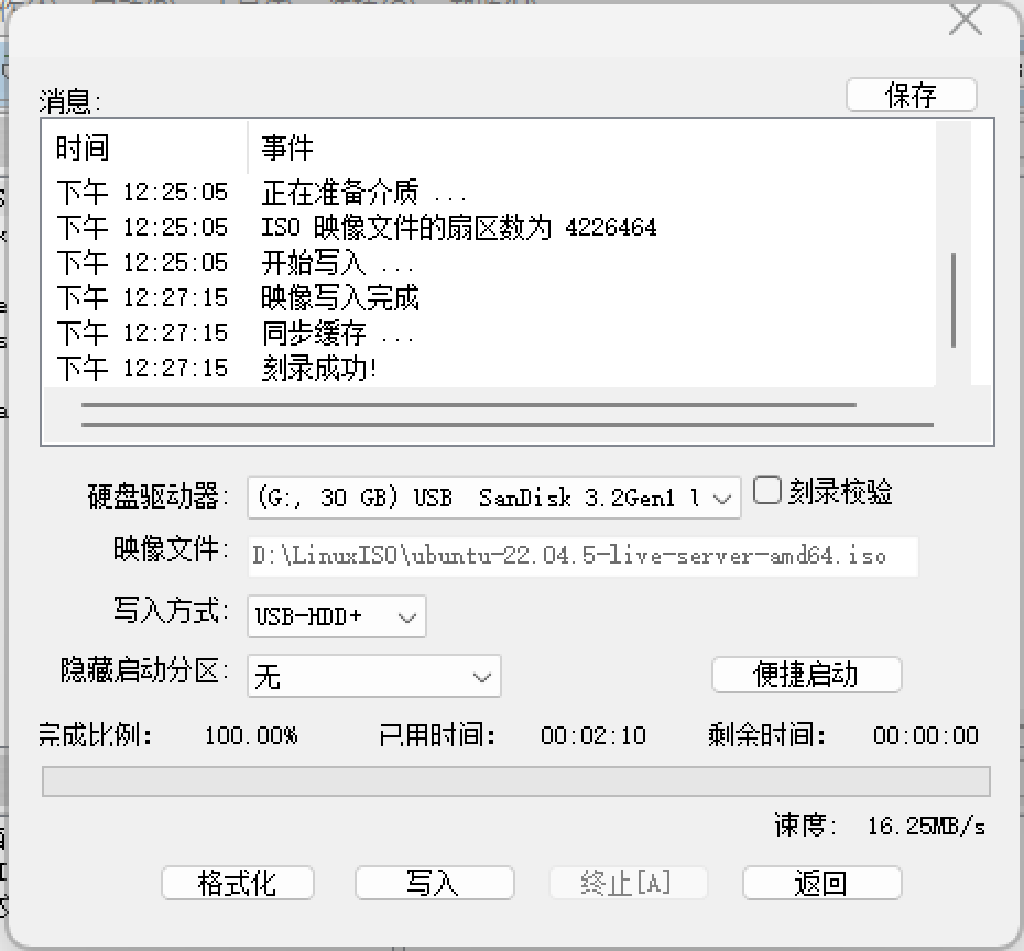 消息：
保存
时间 事件
下午 12:25:05 正在准备介质 ...
下午 12:25:05 ISO 映像文件的扇区数为 4226464
下午 12:25:05 开始写入 ...
下午 12:27:15 映像写入完成
下午 12:27:15 同步缓存 ...
下午 12:27:15 刻录成功!
硬盘驱动器： (G:, 30 GB) USB SanDisk 3.2Gen1 刻录校验
映像文件： D:\LinuxISO\ubuntu-22.04.5-live-server-amd64.iso
写入方式： USB-HDD+
隐藏启动分区： 无 便捷启动
完成比例： 100.00% 已用时间： 00:02:10 剩余时间： 00:00:00
速度： 16.25MB/s
格式化 写入 终止[A] 返回